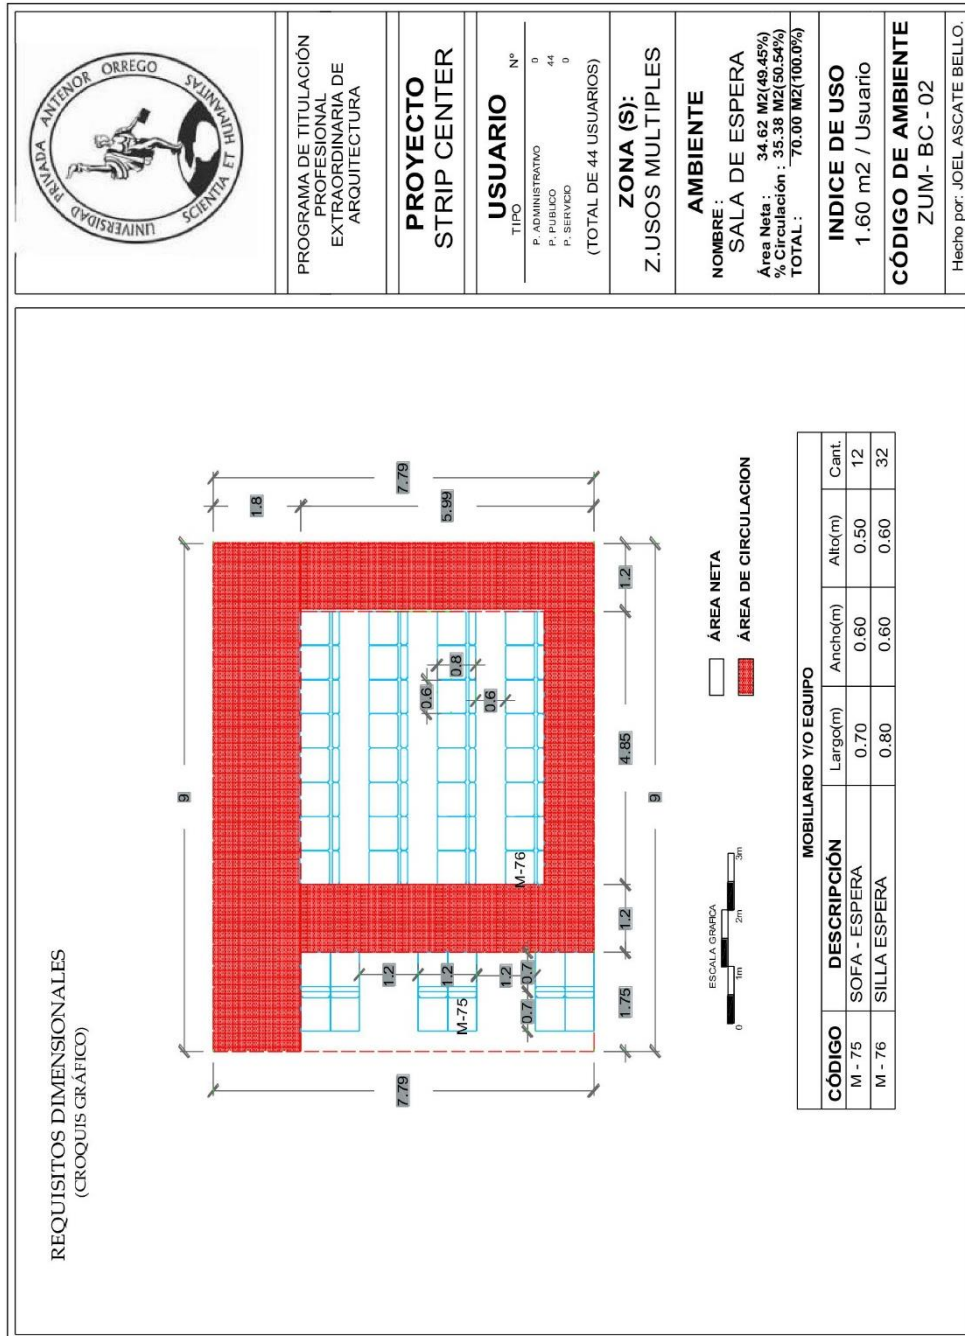 REQUISITOS DIMENSIONALES
(CROQUIS GRÁFICO)
9
7.79
1.8
5.99
7.79
1.2
1.2
1.2
0.7
0.7
M-75
M-76
0.6
0.8
0.6
1.75
1.2
4.85
1.2
9
ESCALA GRAFICA
0 1m 2m 3m
ÁREA NETA
ÁREA DE CIRCULACION
MOBILIARIO Y/O EQUIPO
CÓDIGO DESCRIPCIÓN Largo(m) Ancho(m) Alto(m) Cant.
M - 75 SOFA - ESPERA 0.70 0.60 0.50 12
M - 76 SILLA ESPERA 0.80 0.60 0.60 32
UNIVERSIDAD PRIVADA ANTENOR ORREGO
SCIENTIA ET HUMANITAS
PROGRAMA DE TITULACIÓN
PROFESIONAL
EXTRAORDINARIA DE
ARQUITECTURA
PROYECTO
STRIP CENTER
USUARIO
TIPO Nº
P. ADMINISTRATIVO 0
P. PUBLICO 44
P. SERVICIO 0
(TOTAL DE 44 USUARIOS)
ZONA (S):
Z.USOS MULTIPLES
AMBIENTE
NOMBRE :
SALA DE ESPERA
Área Neta : 34.62 M2(49.45%)
% Circulación : 35.38 M2(50.54%)
TOTAL : 70.00 M2(100.0%)
INDICE DE USO
1.60 m2 / Usuario
CÓDIGO DE AMBIENTE
ZUM- BC - 02
Hecho por: JOEL ASCATE BELLO.